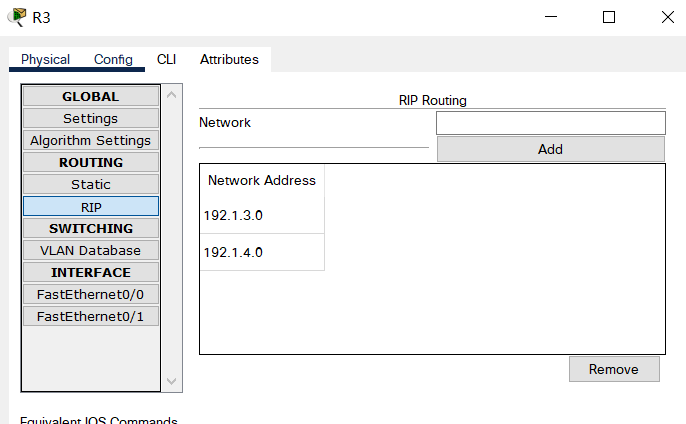 R3
Physical Config CLI Attributes
GLOBAL
Settings
Algorithm Settings
ROUTING
Static
RIP
SWITCHING
VLAN Database
INTERFACE
FastEthernet0/0
FastEthernet0/1
RIP Routing
Network
Add
Network Address
192.1.3.0
192.1.4.0
Remove
Equivalent IOS Commands